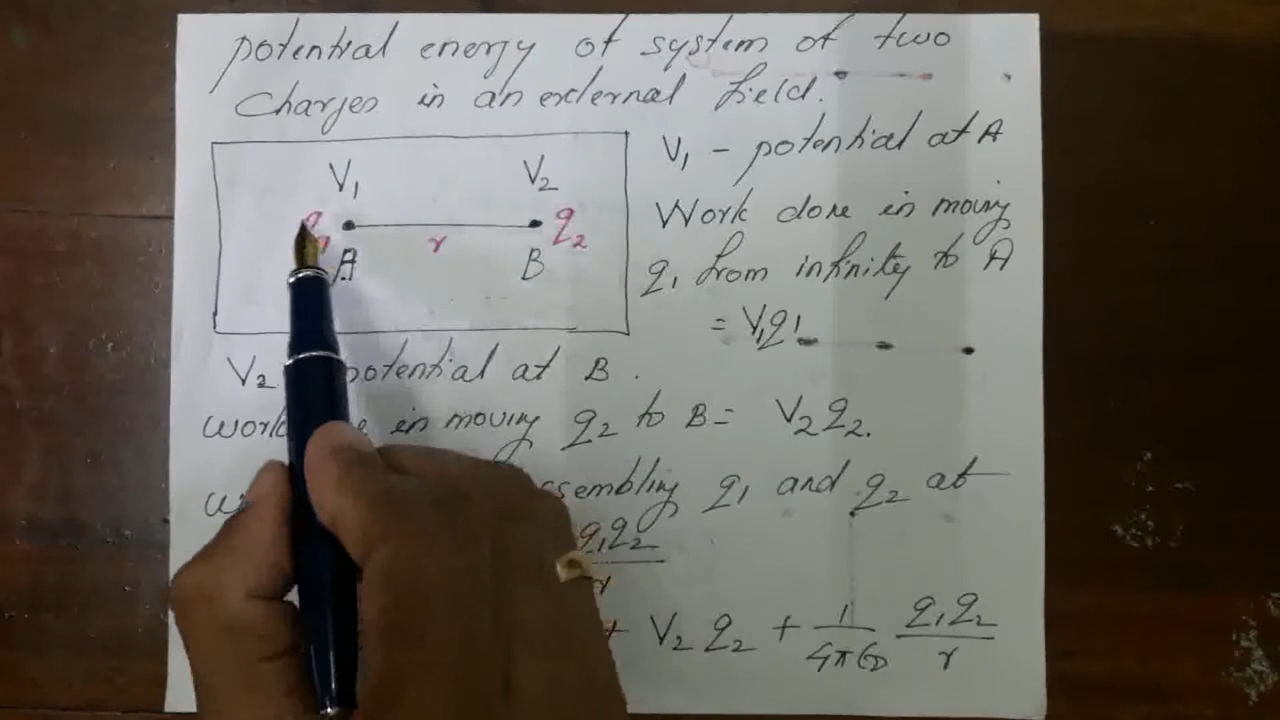 potential energy of system of two
charges in an external field.
V₁ V₂
q₂
r
A B
V₁ - potential at A
Work done in moving
q₁ from infinity to A
= V₁q₁
V₂ potential at B.
work in moving q₂ to B = V₂q₂.
assembling q₁ and q₂ at
q₁q₂
r
+ V₂q₂ + 1/4πε₀ q₁q₂/r